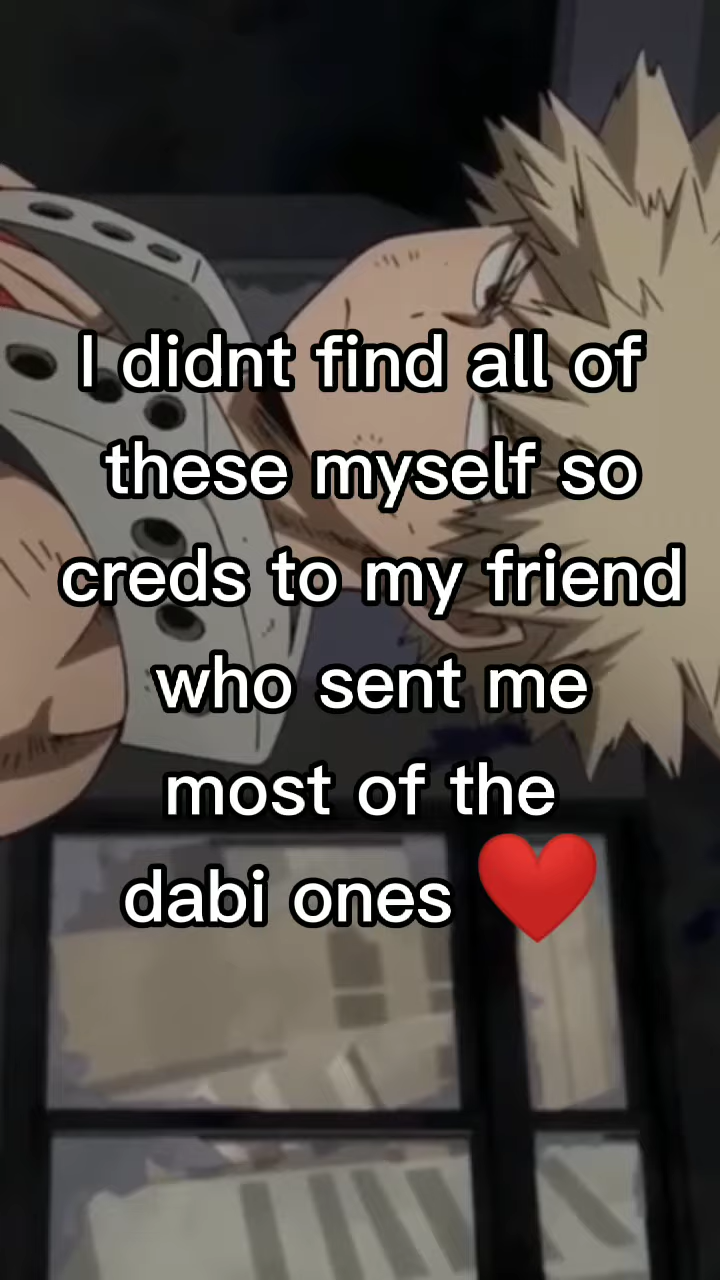 I didnt find all of
these myself so
creds to my friend
who sent me
most of the
dabi ones ❤️